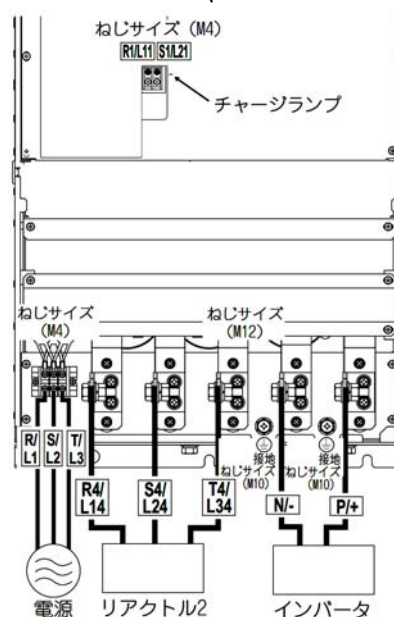 ねじサイズ (M4)
R1/L11 S1/L21
チャージランプ
ねじサイズ
(M4)
ねじサイズ
(M12)
R/
L1
S/
L2
T/
L3
R4/
L14
S4/
L24
T4/
L34
接地
ねじサイズ
(M10)
N/-
接地
ねじサイズ
(M10)
P/+
電源
リアクトル2
インバータ